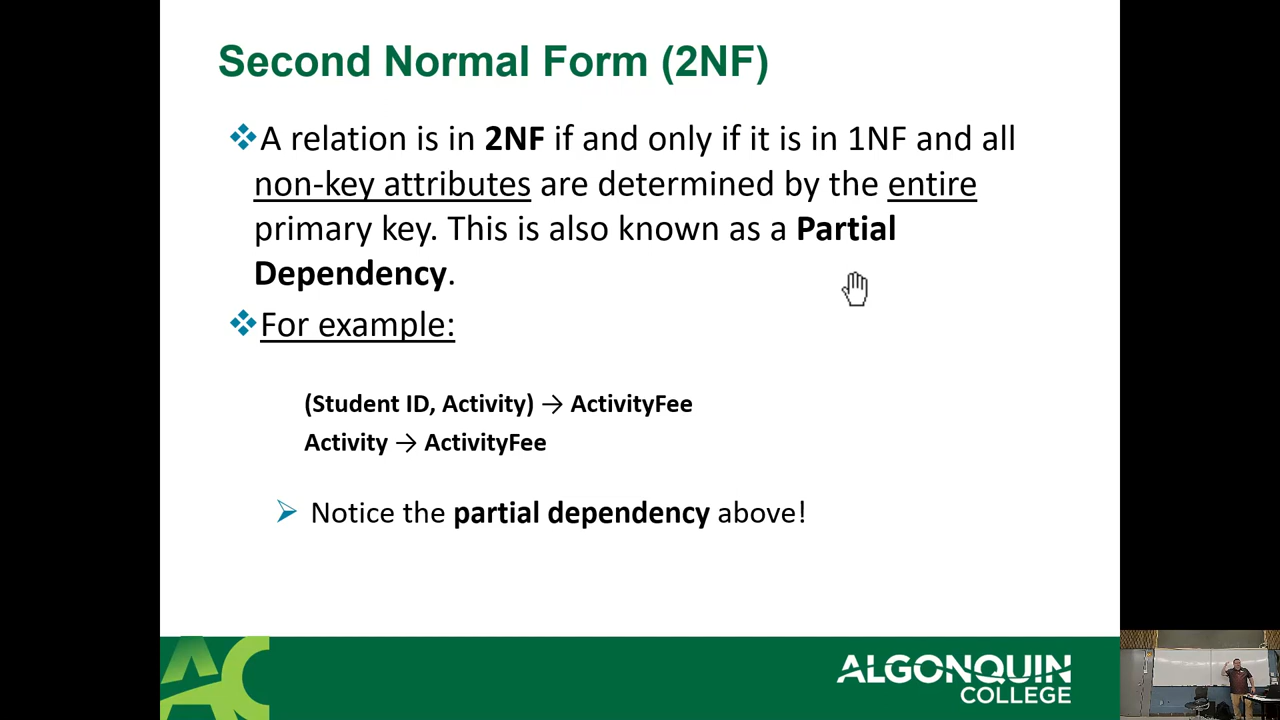 Second Normal Form (2NF)
A relation is in 2NF if and only if it is in 1NF and all
non-key attributes are determined by the entire
primary key. This is also known as a Partial
Dependency.
For example:
(Student ID, Activity) → ActivityFee
Activity → ActivityFee
Notice the partial dependency above!
AC
ALGONQUIN
COLLEGE